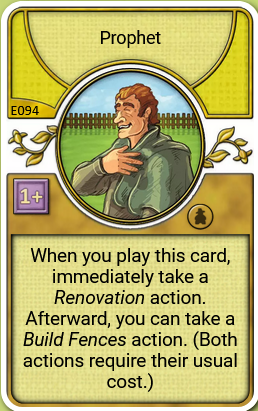 Prophet
E094
1+
When you play this card,
immediately take a
Renovation action.
Afterward, you can take a
Build Fences action. (Both
actions require their usual
cost.)